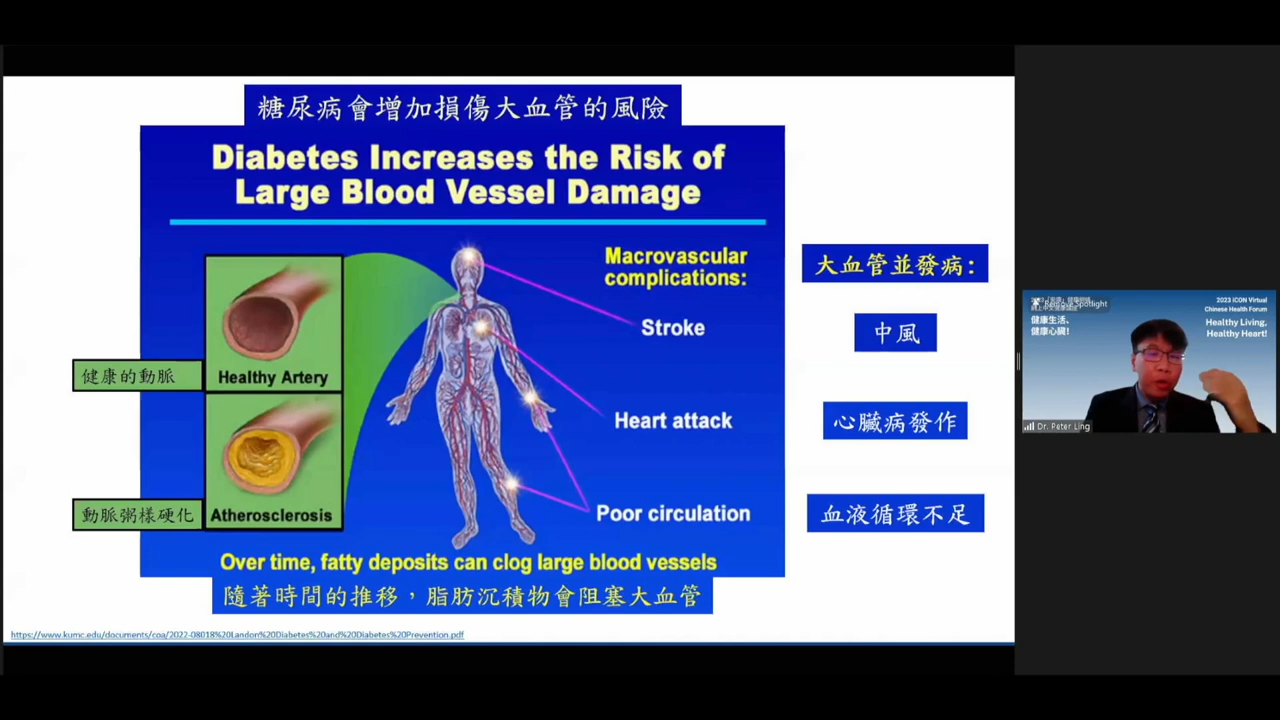 糖尿病會增加損傷大血管的風險
Diabetes Increases the Risk of
Large Blood Vessel Damage
Macrovascular
complications:
大血管並發病:
Stroke
中風
健康的動脈
Healthy Artery
Heart attack
心臟病發作
動脈粥樣硬化
Atherosclerosis
Poor circulation
血液循環不足
Over time, fatty deposits can clog large blood vessels
隨著時間的推移，脂肪沉積物會阻塞大血管
https://www.kumc.edu/documents/coa/2022-08018%20Landon%20Diabetes%20and%20Diabetes%20Prevention.pdf
Remove Spotlight
健康生活、
健康心臟!
2023 iCON Virtual
Chinese Health Forum
Healthy Living,
Healthy Heart!
Dr. Peter Ling